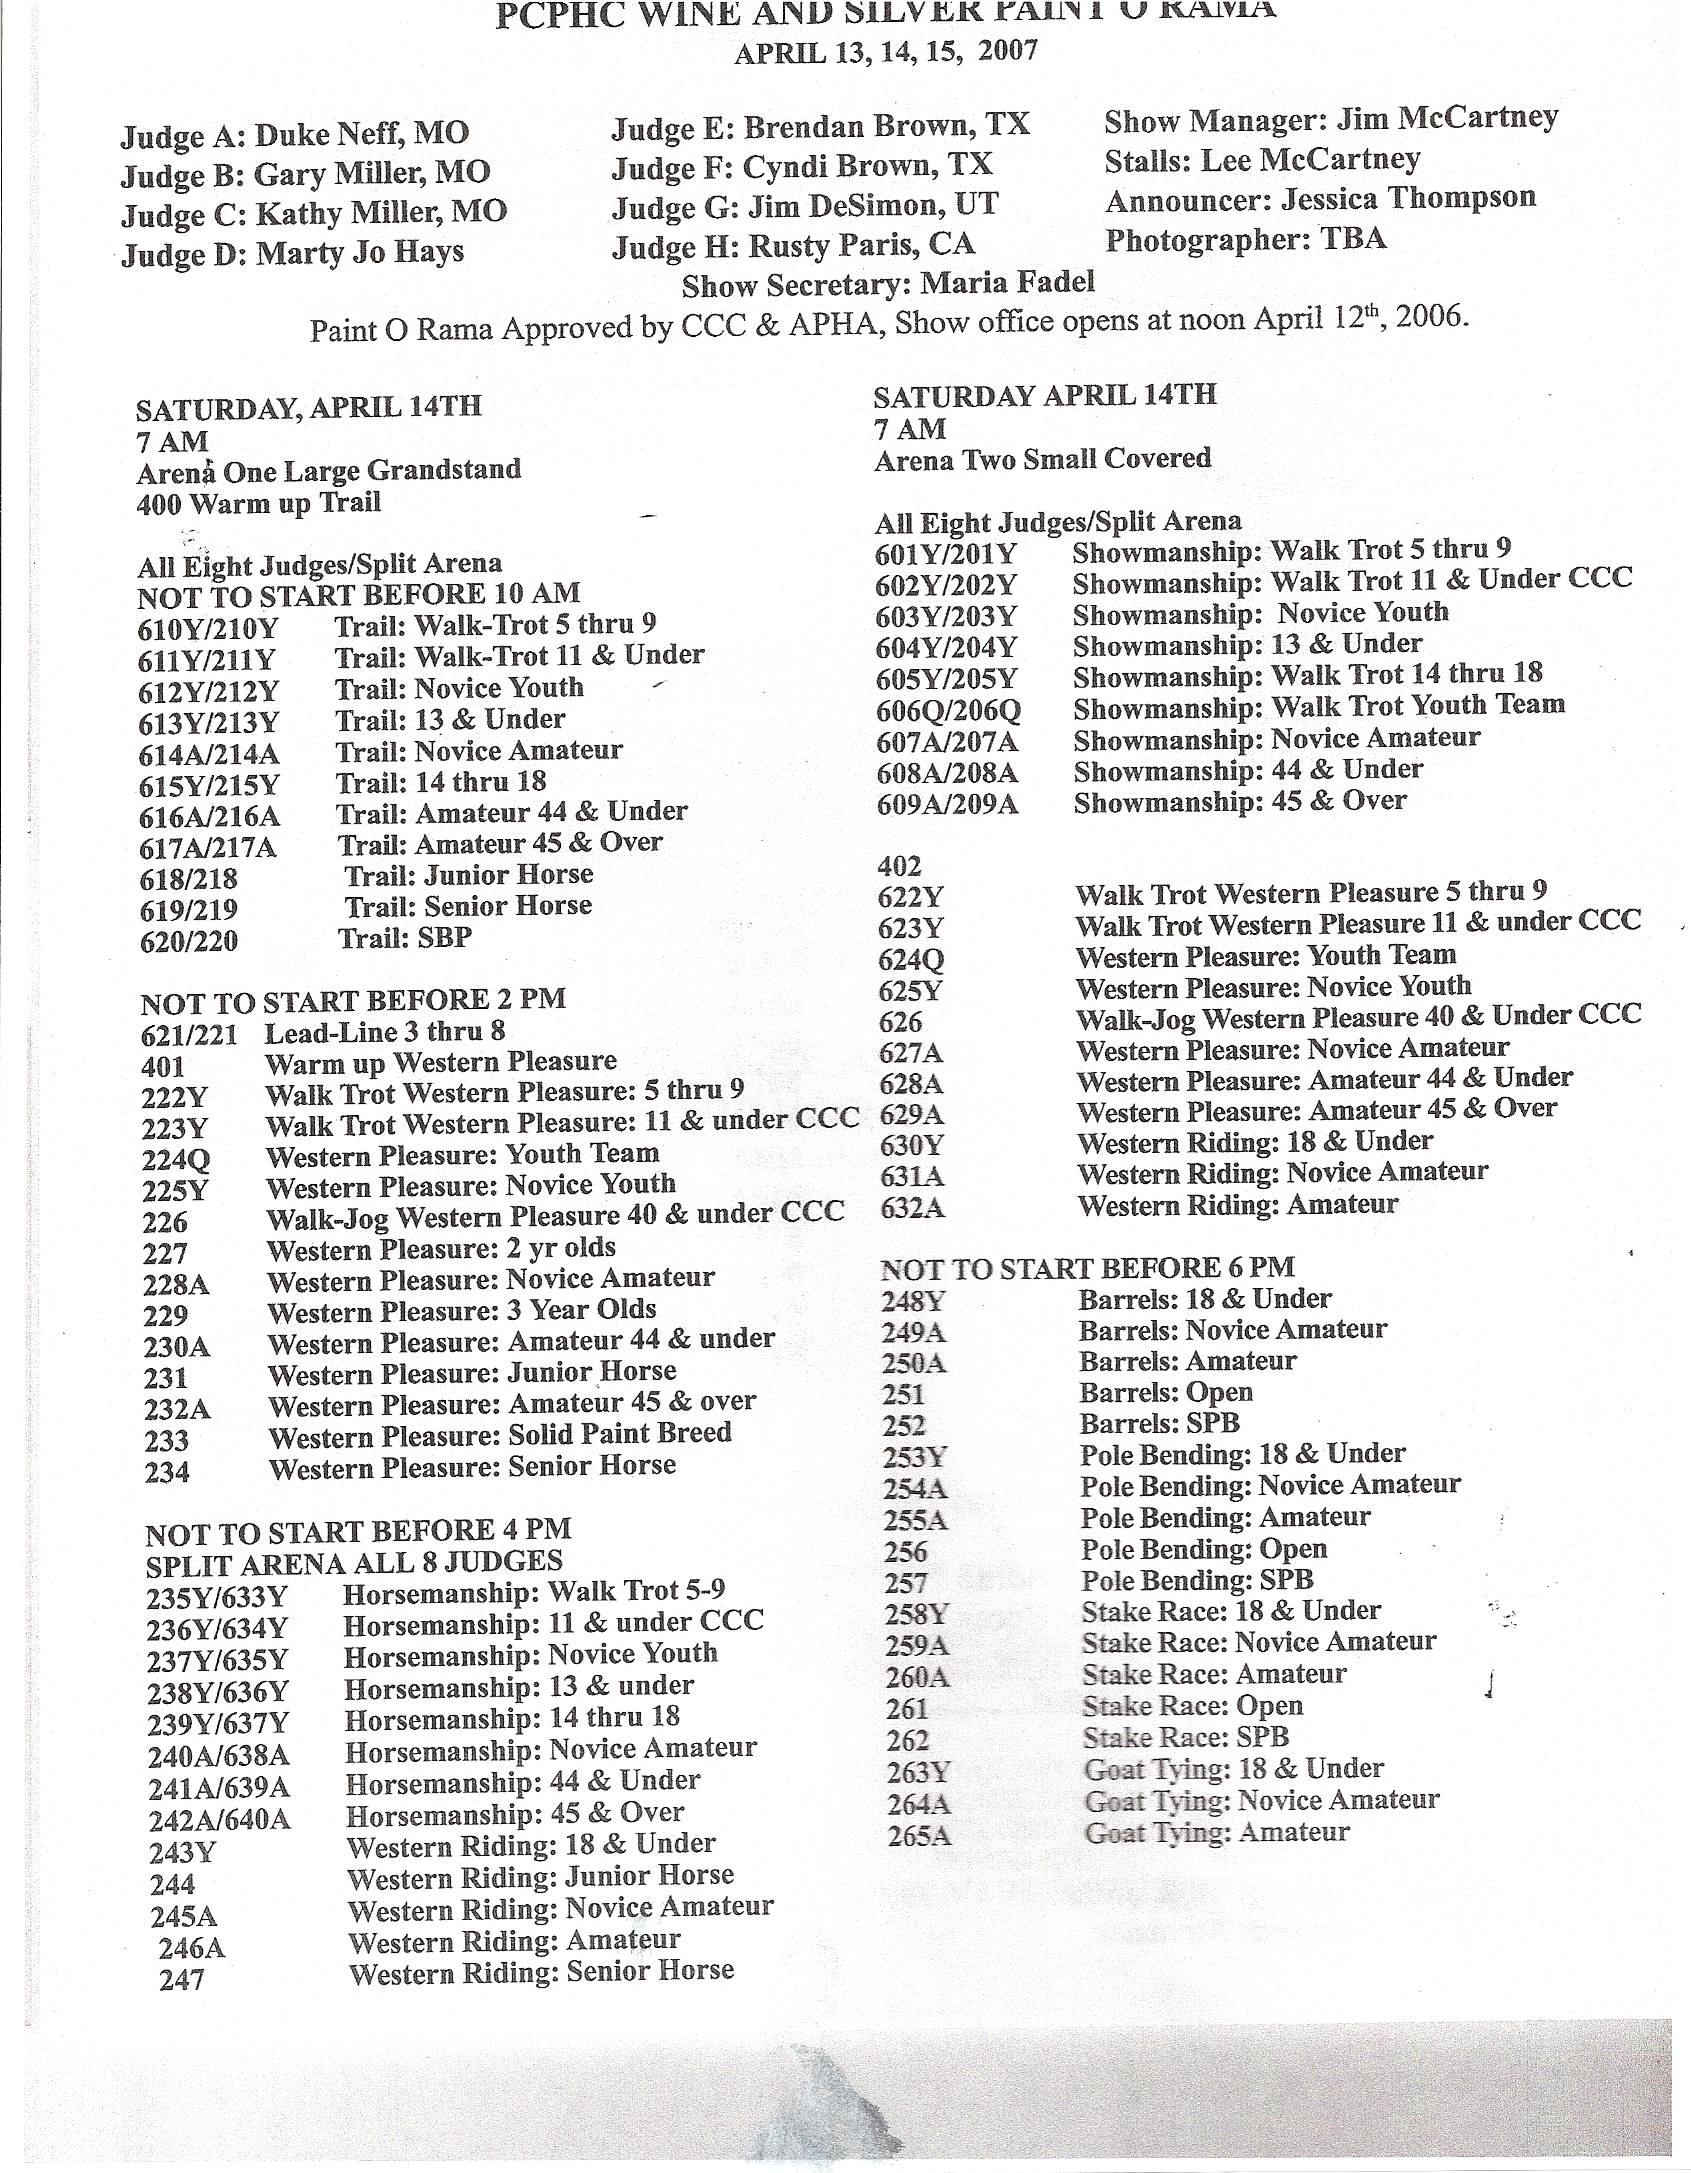 PCPHC WINE AND SILVER PAINT O RAMA
APRIL 13, 14, 15, 2007
Judge A: Duke Neff, MO
Judge B: Gary Miller, MO
Judge C: Kathy Miller, MO
Judge D: Marty Jo Hays
Judge E: Brendan Brown, TX
Judge F: Cyndi Brown, TX
Judge G: Jim DeSimon, UT
Judge H: Rusty Paris, CA
Show Manager: Jim McCartney
Stalls: Lee McCartney
Announcer: Jessica Thompson
Photographer: TBA
Show Secretary: Maria Fadel
Paint O Rama Approved by CCC & APHA, Show office opens at noon April 12th, 2006.
SATURDAY, APRIL 14TH
7 AM
Arena One Large Grandstand
400 Warm up Trail
All Eight Judges/Split Arena
NOT TO START BEFORE 10 AM
610Y/210Y Trail: Walk-Trot 5 thru 9
611Y/211Y Trail: Walk-Trot 11 & Under
612Y/212Y Trail: Novice Youth
613Y/213Y Trail: 13 & Under
614A/214A Trail: Novice Amateur
615Y/215Y Trail: 14 thru 18
616A/216A Trail: Amateur 44 & Under
617A/217A Trail: Amateur 45 & Over
618/218 Trail: Junior Horse
619/219 Trail: Senior Horse
620/220 Trail: SBP
NOT TO START BEFORE 2 PM
621/221 Lead-Line 3 thru 8
401 Warm up Western Pleasure
222Y Walk Trot Western Pleasure: 5 thru 9
223Y Walk Trot Western Pleasure: 11 & under CCC
224Q Western Pleasure: Youth Team
225Y Western Pleasure: Novice Youth
226 Walk-Jog Western Pleasure 40 & under CCC
227 Western Pleasure: 2 yr olds
228A Western Pleasure: Novice Amateur
229 Western Pleasure: 3 Year Olds
230A Western Pleasure: Amateur 44 & under
231 Western Pleasure: Junior Horse
232A Western Pleasure: Amateur 45 & over
233 Western Pleasure: Solid Paint Breed
234 Western Pleasure: Senior Horse
NOT TO START BEFORE 4 PM
SPLIT ARENA ALL 8 JUDGES
235Y/633Y Horsemanship: Walk Trot 5-9
236Y/634Y Horsemanship: 11 & under CCC
237Y/635Y Horsemanship: Novice Youth
238Y/636Y Horsemanship: 13 & under
239Y/637Y Horsemanship: 14 thru 18
240A/638A Horsemanship: Novice Amateur
241A/639A Horsemanship: 44 & Under
242A/640A Horsemanship: 45 & Over
243Y Western Riding: 18 & Under
244 Western Riding: Junior Horse
245A Western Riding: Novice Amateur
246A Western Riding: Amateur
247 Western Riding: Senior Horse
SATURDAY APRIL 14TH
7 AM
Arena Two Small Covered
All Eight Judges/Split Arena
601Y/201Y Showmanship: Walk Trot 5 thru 9
602Y/202Y Showmanship: Walk Trot 11 & Under CCC
603Y/203Y Showmanship: Novice Youth
604Y/204Y Showmanship: 13 & Under
605Y/205Y Showmanship: Walk Trot 14 thru 18
606Q/206Q Showmanship: Walk Trot Youth Team
607A/207A Showmanship: Novice Amateur
608A/208A Showmanship: 44 & Under
609A/209A Showmanship: 45 & Over
402
622Y Walk Trot Western Pleasure 5 thru 9
623Y Walk Trot Western Pleasure 11 & under CCC
624Q Western Pleasure: Youth Team
625Y Western Pleasure: Novice Youth
626 Walk-Jog Western Pleasure 40 & Under CCC
627A Western Pleasure: Novice Amateur
628A Western Pleasure: Amateur 44 & Under
629A Western Pleasure: Amateur 45 & Over
630Y Western Riding: 18 & Under
631A Western Riding: Novice Amateur
632A Western Riding: Amateur
NOT TO START BEFORE 6 PM
248Y Barrels: 18 & Under
249A Barrels: Novice Amateur
250A Barrels: Amateur
251 Barrels: Open
252 Barrels: SPB
253Y Pole Bending: 18 & Under
254A Pole Bending: Novice Amateur
255A Pole Bending: Amateur
256 Pole Bending: Open
257 Pole Bending: SPB
258Y Stake Race: 18 & Under
259A Stake Race: Novice Amateur
260A Stake Race: Amateur
261 Stake Race: Open
262 Stake Race: SPB
263Y Goat Tying: 18 & Under
264A Goat Tying: Novice Amateur
265A Goat Tying: Amateur